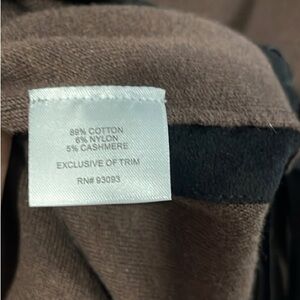 89% COTTON
6% NYLON
5% CASHMERE
EXCLUSIVE OF TRIM
RN# 93093